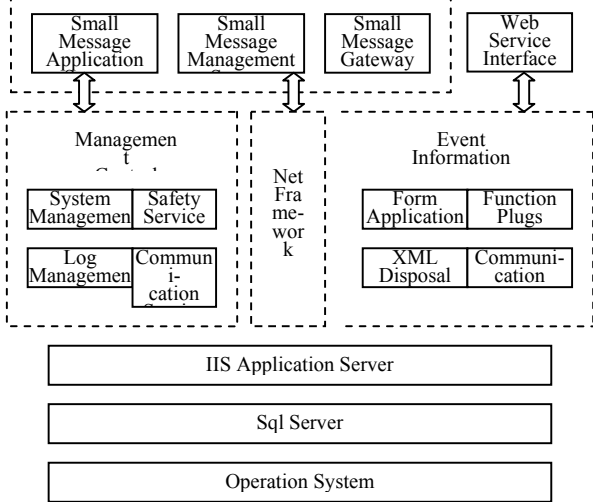 Small
Message
Application
Small
Message
Management
Small
Message
Gateway
Web
Service
Interface
Managemen
t
System
Management
Safety
Service
Log
Managemen
Commun
i-
cation
Net
Fra
me-
wor
k
Event
Information
Form
Application
Function
Plugs
XML
Disposal
Communi-
cation
IIS Application Server
Sql Server
Operation System